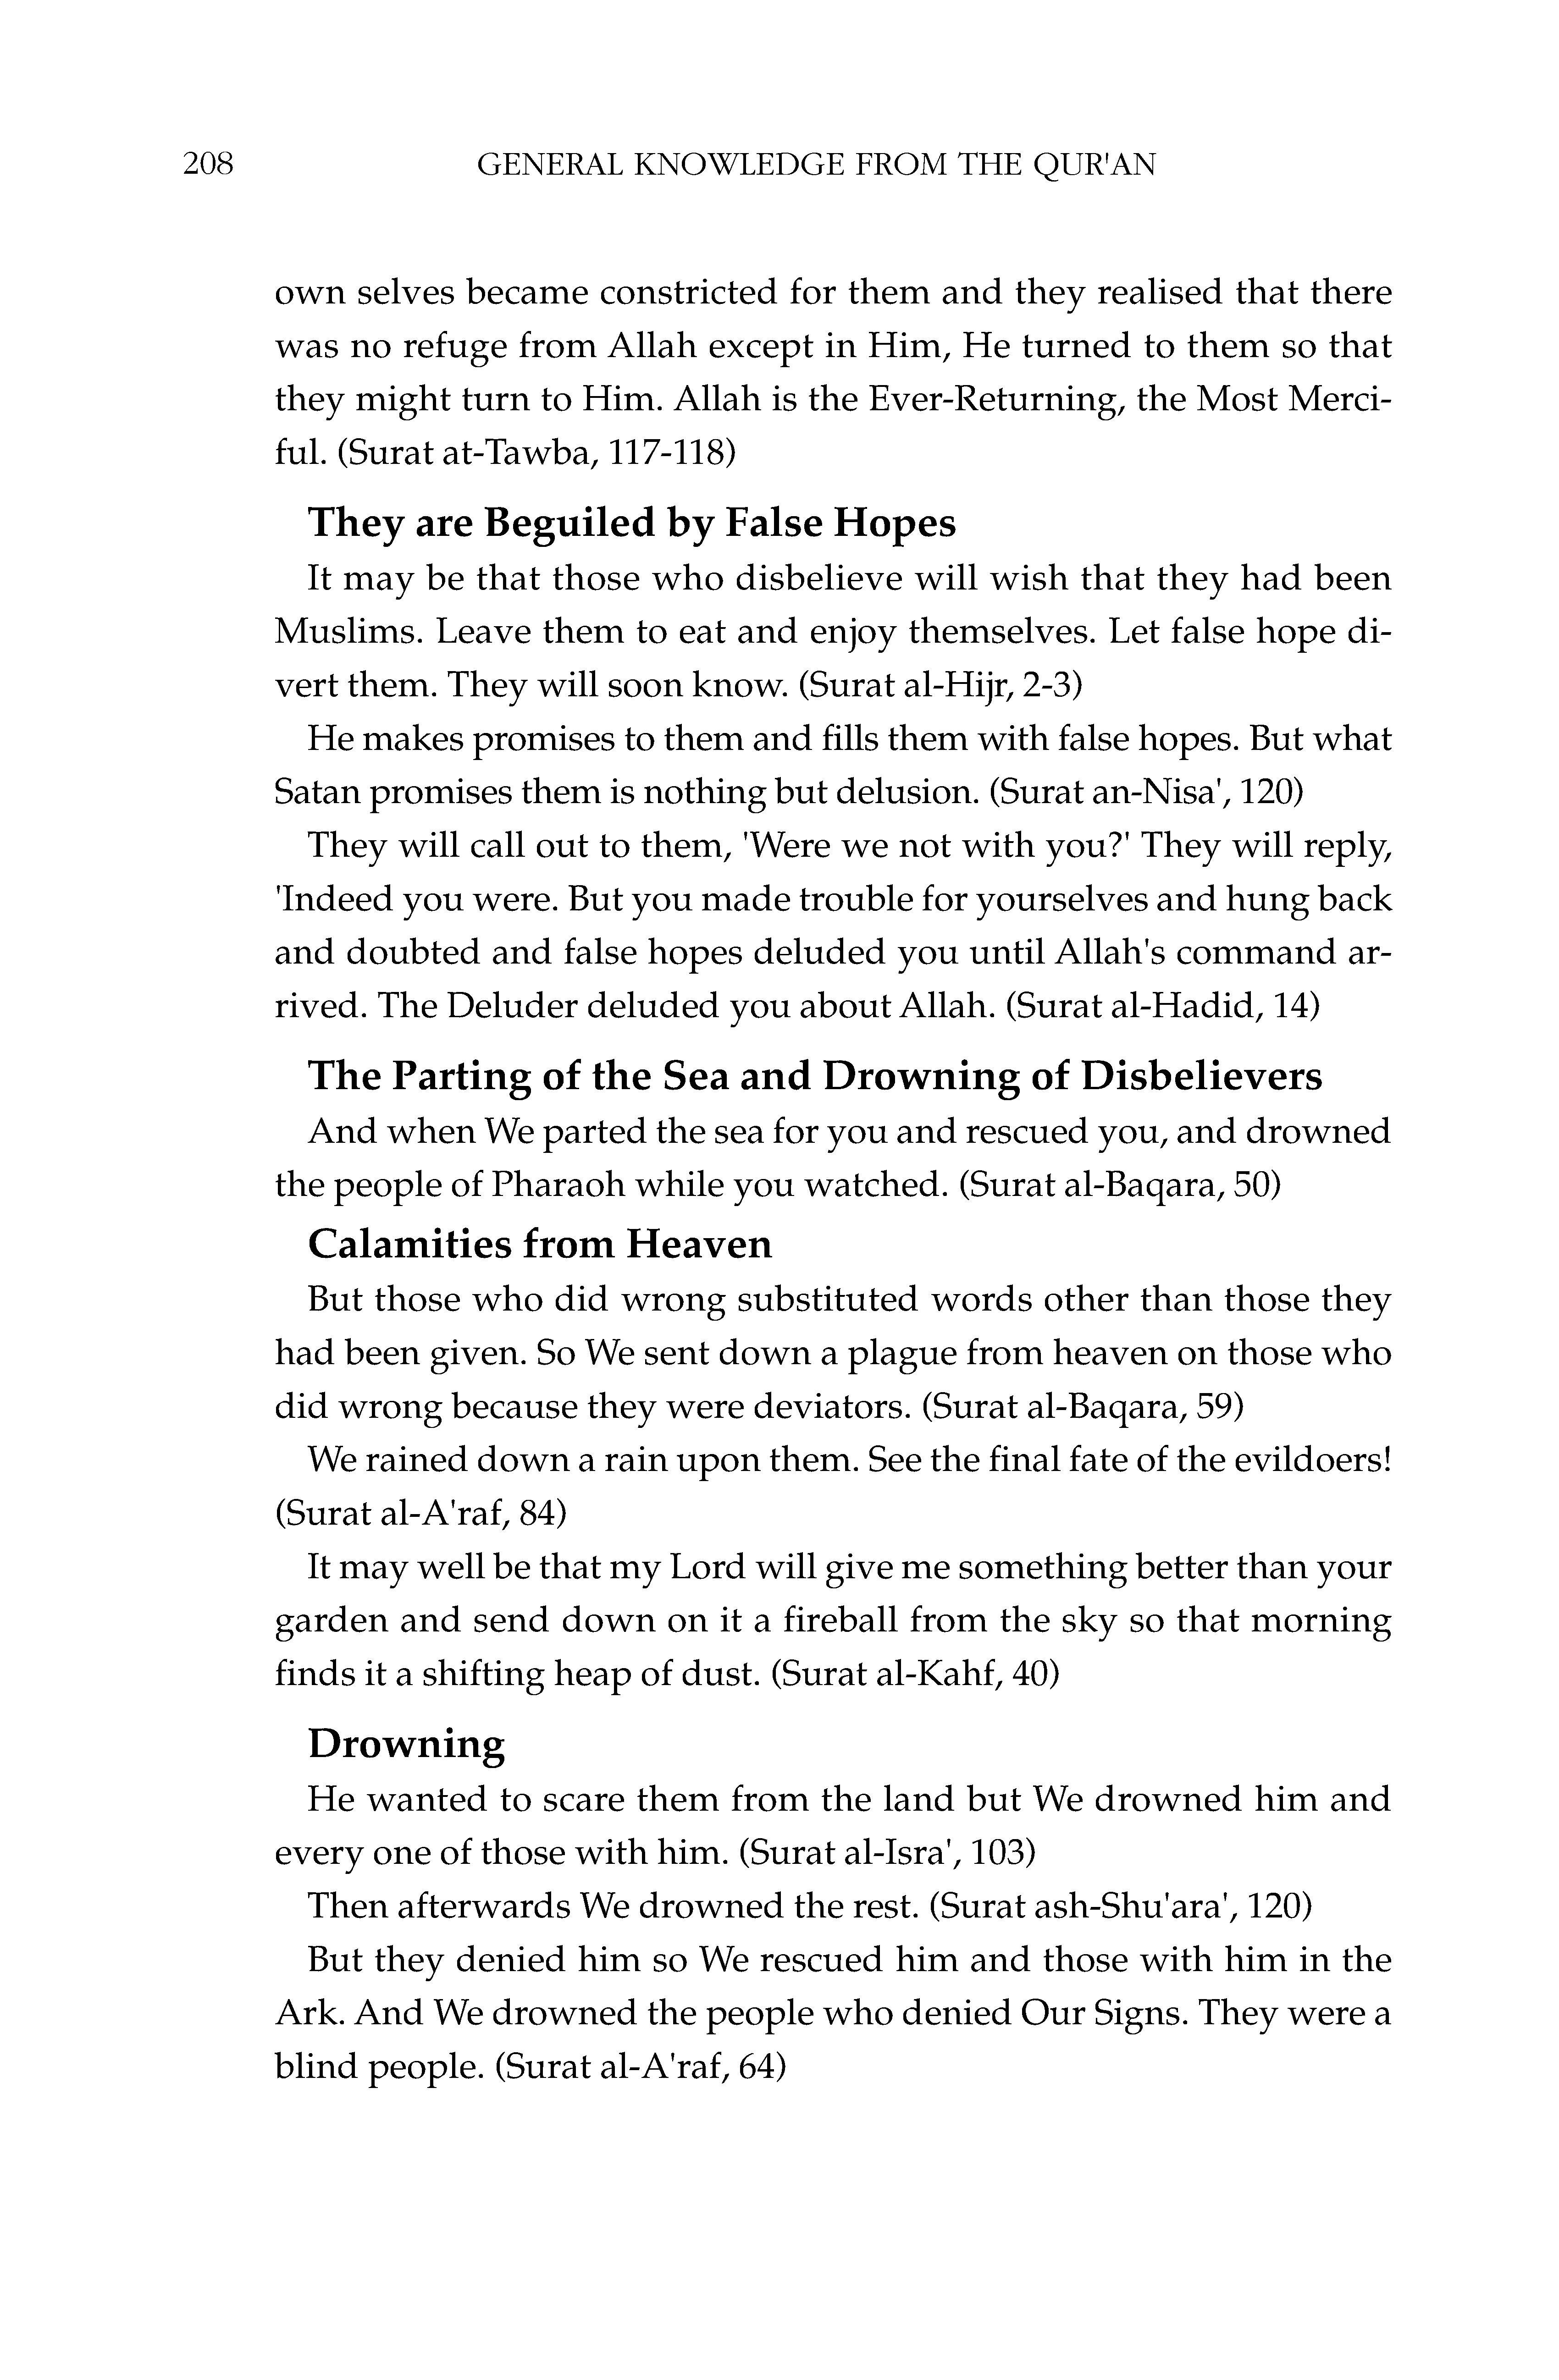 208
GENERAL KNOWLEDGE FROM THE QUR'AN
own selves became constricted for them and they realised that there
was no refuge from Allah except in Him, He turned to them so that
they might turn to Him. Allah is the Ever-Returning, the Most Merci-
ful. (Surat at-Tawba, 117-118)
They are Beguiled by False Hopes
It may be that those who disbelieve will wish that they had been
Muslims. Leave them to eat and enjoy themselves. Let false hope di-
vert them. They will soon know. (Surat al-Hijr, 2-3)
He makes promises to them and fills them with false hopes. But what
Satan promises them is nothing but delusion. (Surat an-Nisa', 120)
They will call out to them, 'Were we not with you?' They will reply,
'Indeed you were. But you made trouble for yourselves and hung back
and doubted and false hopes deluded you until Allah's command ar-
rived. The Deluder deluded you about Allah. (Surat al-Hadid, 14)
The Parting of the Sea and Drowning of Disbelievers
And when We parted the sea for you and rescued you, and drowned
the people of Pharaoh while you watched. (Surat al-Baqara, 50)
Calamities from Heaven
But those who did wrong substituted words other than those they
had been given. So We sent down a plague from heaven on those who
did wrong because they were deviators. (Surat al-Baqara, 59)
We rained down a rain upon them. See the final fate of the evildoers!
(Surat al-A'raf, 84)
It may well be that my Lord will give me something better than your
garden and send down on it a fireball from the sky so that morning
finds it a shifting heap of dust. (Surat al-Kahf, 40)
Drowning
He wanted to scare them from the land but We drowned him and
every one of those with him. (Surat al-Isra', 103)
Then afterwards We drowned the rest. (Surat ash-Shu'ara', 120)
But they denied him so We rescued him and those with him in the
Ark. And We drowned the people who denied Our Signs. They were a
blind people. (Surat al-A'raf, 64)